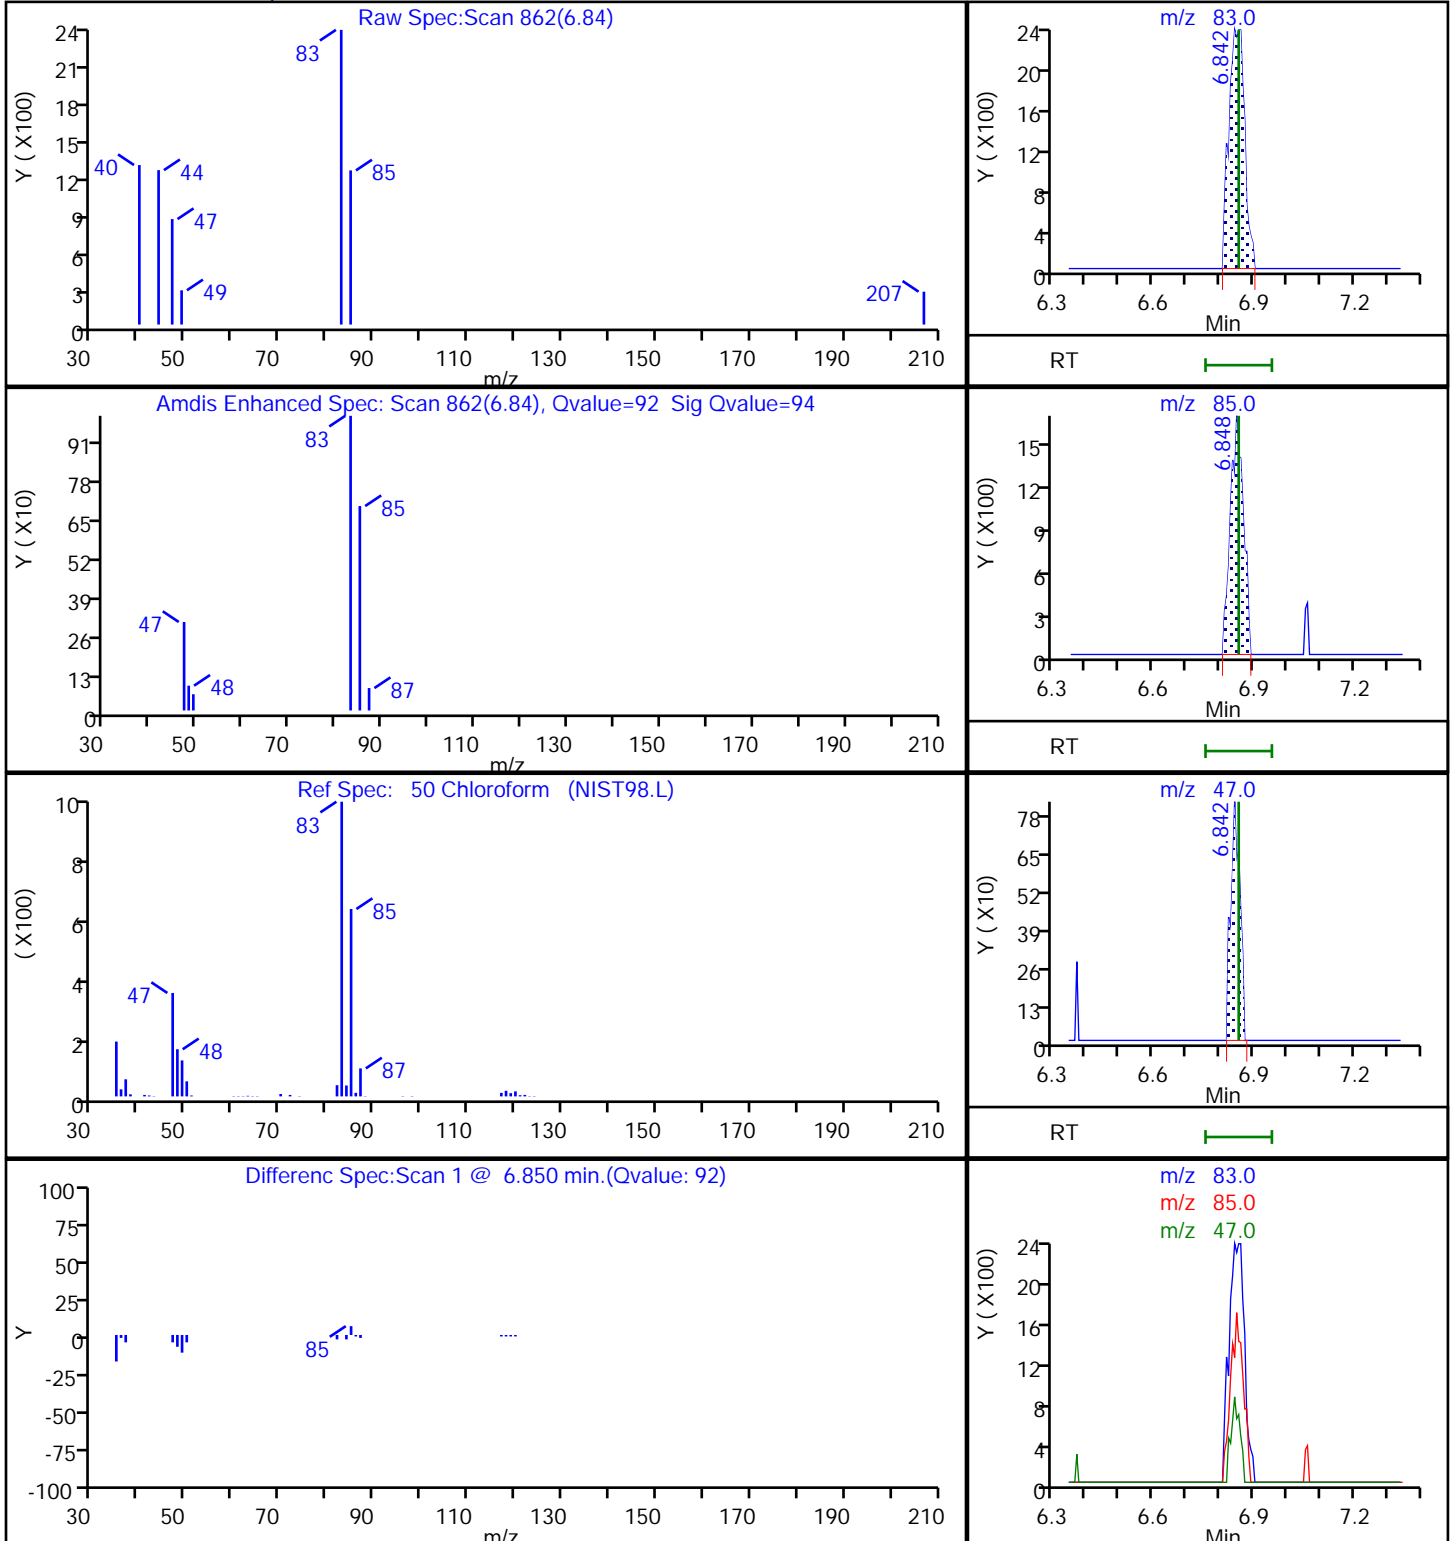 Raw Spec:Scan 862(6.84)
Y ( X100)
24
21
18
15
12
9
6
3
0
83
40
44
85
47
49
207
30 50 70 90 110 130 150 170 190 210
m/z
m/z 83.0
6.842
Y ( X100)
24
20
16
12
8
4
0
6.3 6.6 6.9 7.2
Min
RT
Amdis Enhanced Spec: Scan 862(6.84), Qvalue=92 Sig Qvalue=94
Y ( X10)
91
78
65
52
39
26
13
0
83
85
47
48
87
30 50 70 90 110 130 150 170 190 210
m/z
m/z 85.0
6.848
Y ( X100)
15
12
9
6
3
0
6.3 6.6 6.9 7.2
Min
RT
Ref Spec: 50 Chloroform (NIST98.L)
( X100)
10
8
6
4
2
0
83
85
47
48
87
30 50 70 90 110 130 150 170 190 210
m/z 47.0
6.842
Y ( X10)
78
65
52
39
26
13
0
6.3 6.6 6.9 7.2
Min
RT
Differenc Spec:Scan 1 @ 6.850 min.(Qvalue: 92)
Y
100
75
50
25
0
-25
-50
-75
-100
85
30 50 70 90 110 130 150 170 190 210
m/z
m/z 83.0
m/z 85.0
m/z 47.0
Y ( X100)
24
20
16
12
8
4
0
6.3 6.6 6.9 7.2
Min